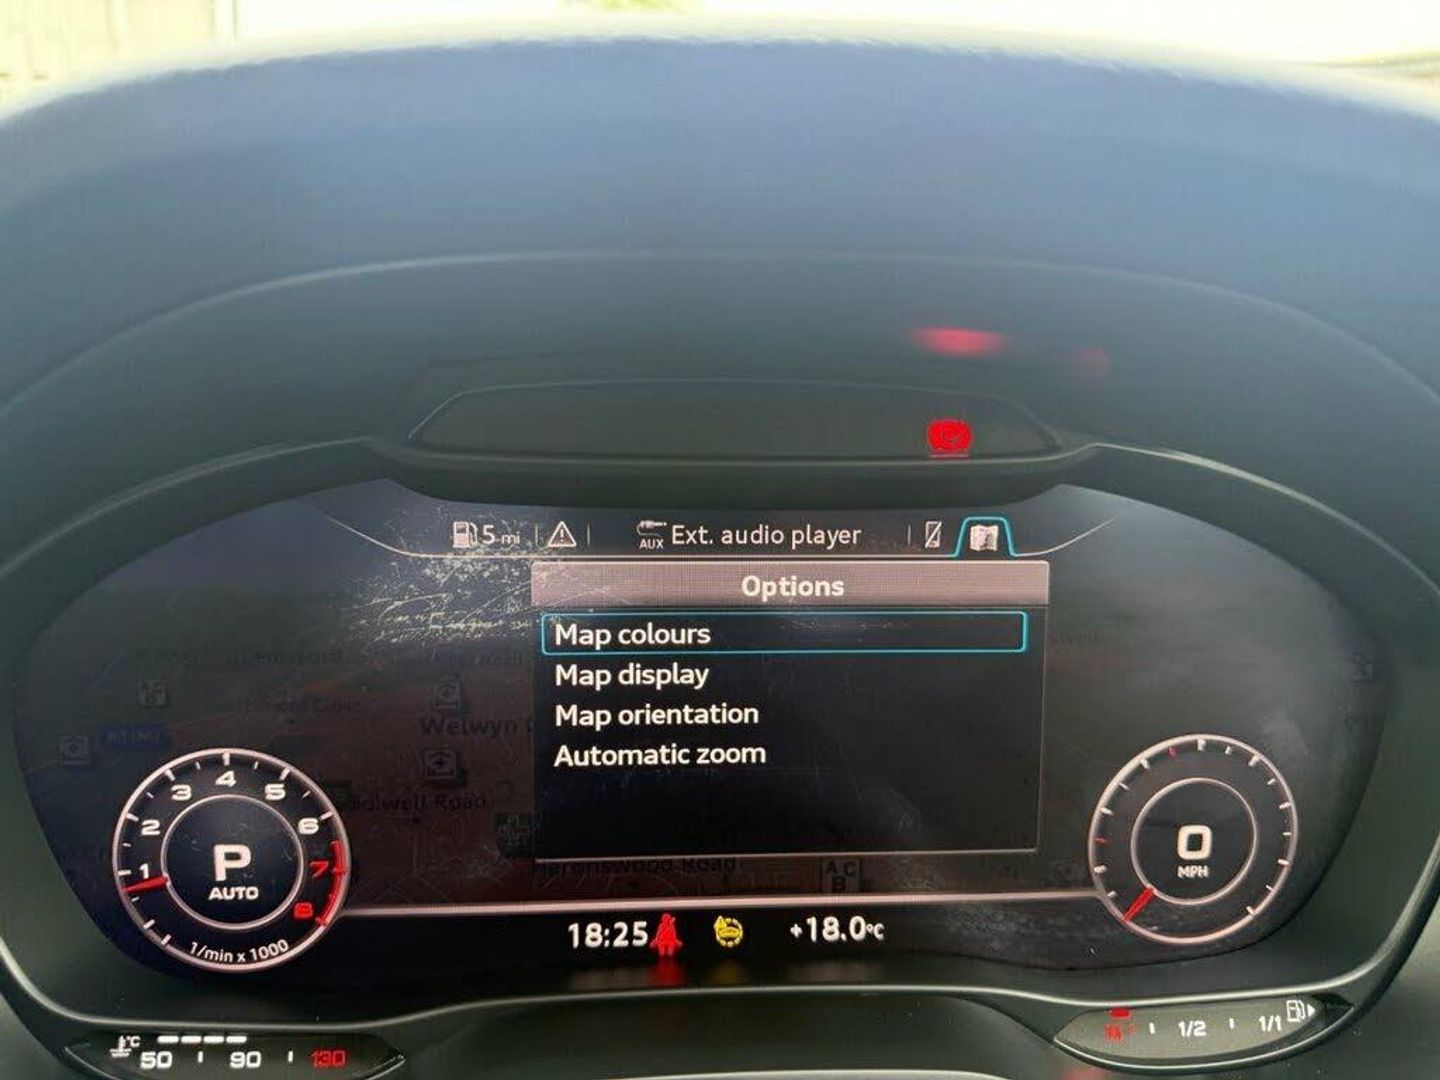 5 mi
AUX Ext. audio player
Options
Map colours
Map display
Map orientation
Automatic zoom
Welwyn
1 2 3 4 5 6 7 8
P
AUTO
1/min x 1000
0
MPH
18:25
+18.0°C
°C
50 90 130
1/2 1/1